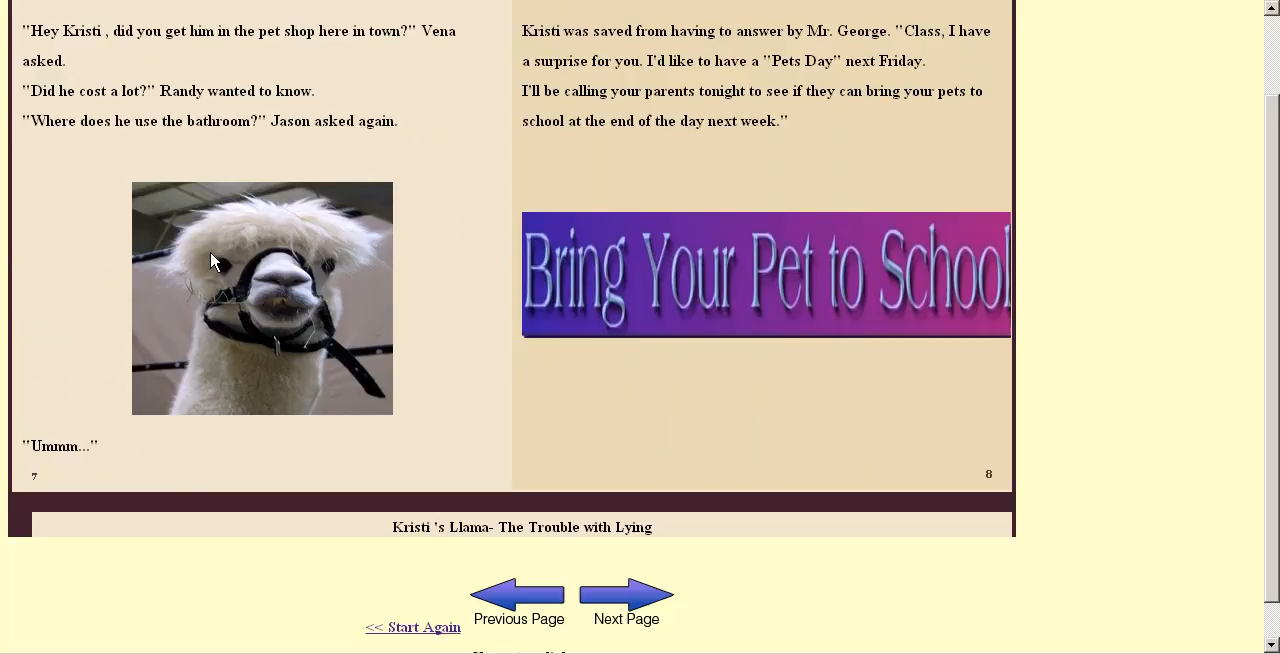 "Hey Kristi , did you get him in the pet shop here in town?" Vena
asked.
"Did he cost a lot?" Randy wanted to know.
"Where does he use the bathroom?" Jason asked again.
"Ummm..."
7
Kristi was saved from having to answer by Mr. George. "Class, I have
a surprise for you. I'd like to have a "Pets Day" next Friday.
I'll be calling your parents tonight to see if they can bring your pets to
school at the end of the day next week."
Bring Your Pet to School
8
Kristi 's Llama- The Trouble with Lying
Previous Page
Next Page
<< Start Again